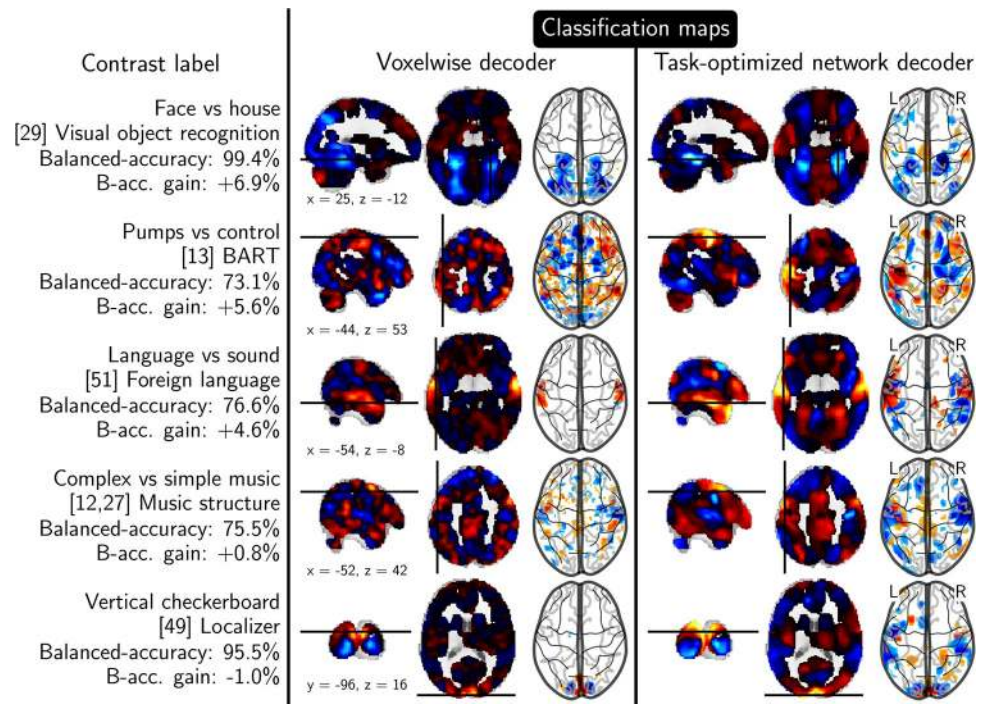 Classification maps
Contrast label
Voxelwise decoder
Task-optimized network decoder
Face vs house
[29] Visual object recognition
Balanced-accuracy: 99.4%
B-acc. gain: +6.9%
x = 25, z = -12
L R
Pumps vs control
[13] BART
Balanced-accuracy: 73.1%
B-acc. gain: +5.6%
x = -44, z = 53
L R
Language vs sound
[51] Foreign language
Balanced-accuracy: 76.6%
B-acc. gain: +4.6%
x = -54, z = -8
L R
Complex vs simple music
[12,27] Music structure
Balanced-accuracy: 75.5%
B-acc. gain: +0.8%
x = -52, z = 42
L R
Vertical checkerboard
[49] Localizer
Balanced-accuracy: 95.5%
B-acc. gain: -1.0%
y = -96, z = 16
L R